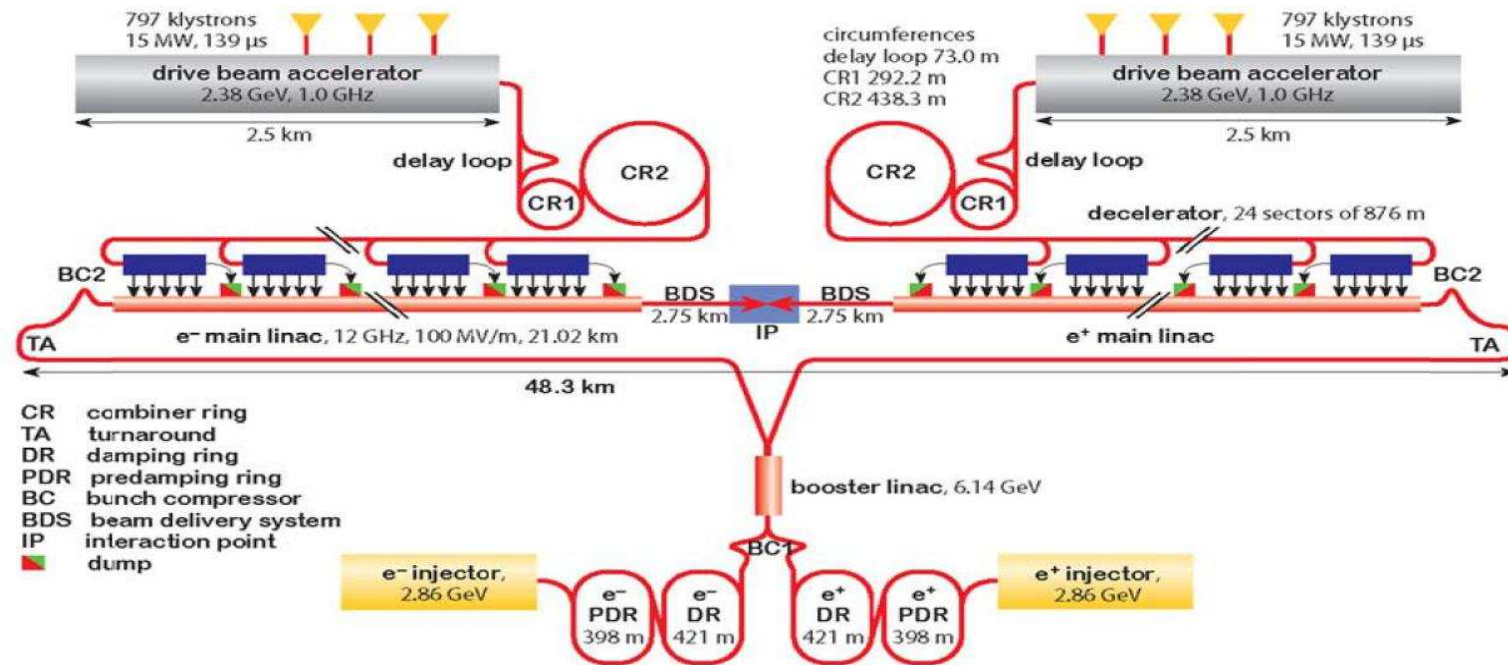 797 klystrons
15 MW, 139 µs
drive beam accelerator
2.38 GeV, 1.0 GHz
2.5 km
delay loop
CR1
CR2
circumferences
delay loop 73.0 m
CR1 292.2 m
CR2 438.3 m
797 klystrons
15 MW, 139 µs
drive beam accelerator
2.38 GeV, 1.0 GHz
2.5 km
CR2
CR1
delay loop
decelerator, 24 sectors of 876 m
BC2
BDS
2.75 km
IP
BDS
2.75 km
BC2
TA
e⁻ main linac, 12 GHz, 100 MV/m, 21.02 km
e⁺ main linac
TA
48.3 km
CR combiner ring
TA turnaround
DR damping ring
PDR predamping ring
BC bunch compressor
BDS beam delivery system
IP interaction point
dump
booster linac, 6.14 GeV
BC1
e⁻ injector,
2.86 GeV
e⁻
PDR
398 m
e⁻
DR
421 m
e⁺
DR
421 m
e⁺
PDR
398 m
e⁺ injector,
2.86 GeV